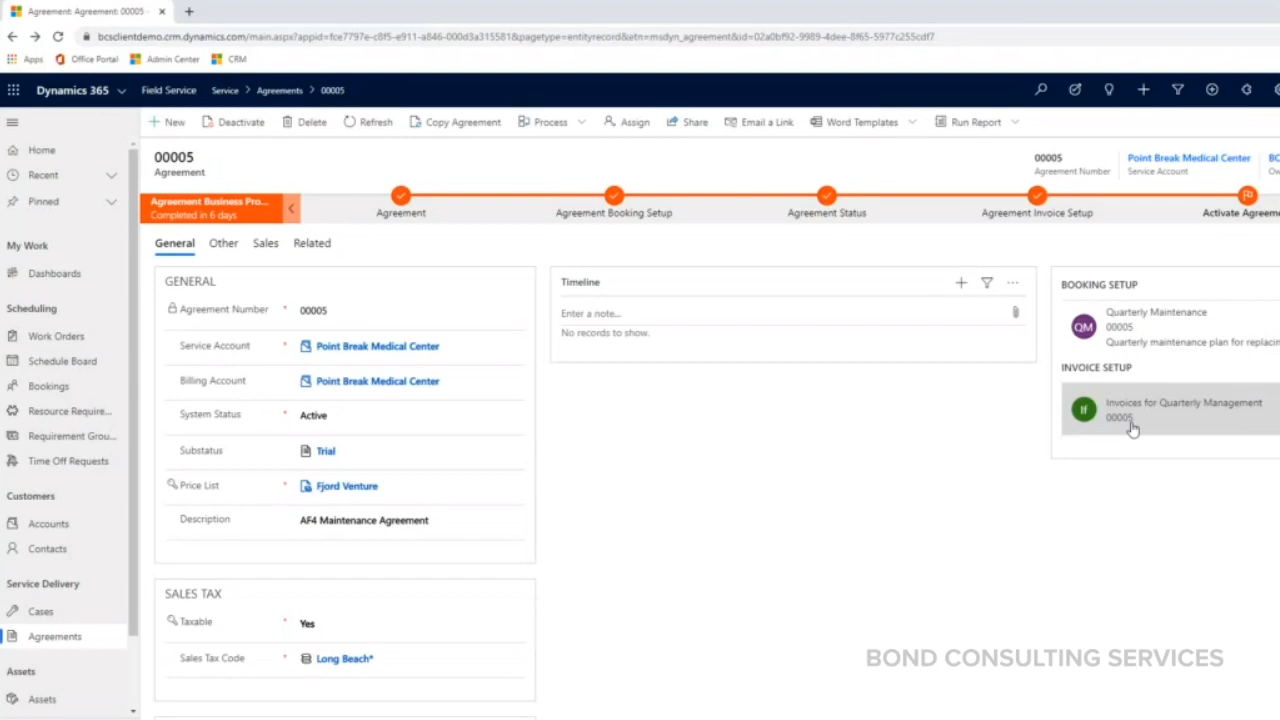 Agreement: Agreement: 00005 -
bcsclientdemo.crm.dynamics.com/main.aspx?appid=fce7797e-c8f5-e911-a846-000d3a315581&pagetype=entityrecord&etn=msdyn_agreement&id=02a0bf92-9989-4dee-8f65-5977c255cdf7
Apps Office Portal Admin Center CRM
Dynamics 365 Field Service Service > Agreements > 00005
New Deactivate Delete Refresh Copy Agreement Process Assign Share Email a Link Word Templates Run Report
Home
Recent
Pinned
My Work
Dashboards
Scheduling
Work Orders
Schedule Board
Bookings
Resource Require...
Requirement Grou...
Time Off Requests
Customers
Accounts
Contacts
Service Delivery
Cases
Agreements
Assets
Assets
00005
Agreement
00005
Agreement Number
Point Break Medical Center
Service Account
BC
Ow
Agreement Business Pro...
Completed in 6 days
Agreement
Agreement Booking Setup
Agreement Status
Agreement Invoice Setup
Activate Agreeme
General Other Sales Related
GENERAL
Agreement Number * 00005
Service Account * Point Break Medical Center
Billing Account * Point Break Medical Center
System Status * Active
Substatus Trial
Price List * Fjord Venture
Description AF4 Maintenance Agreement
SALES TAX
Taxable * Yes
Sales Tax Code * Long Beach*
Timeline
Enter a note...
No records to show.
BOOKING SETUP
QM
Quarterly Maintenance
00005
Quarterly maintenance plan for replacin
INVOICE SETUP
If
Invoices for Quarterly Management
00005
BOND CONSULTING SERVICES